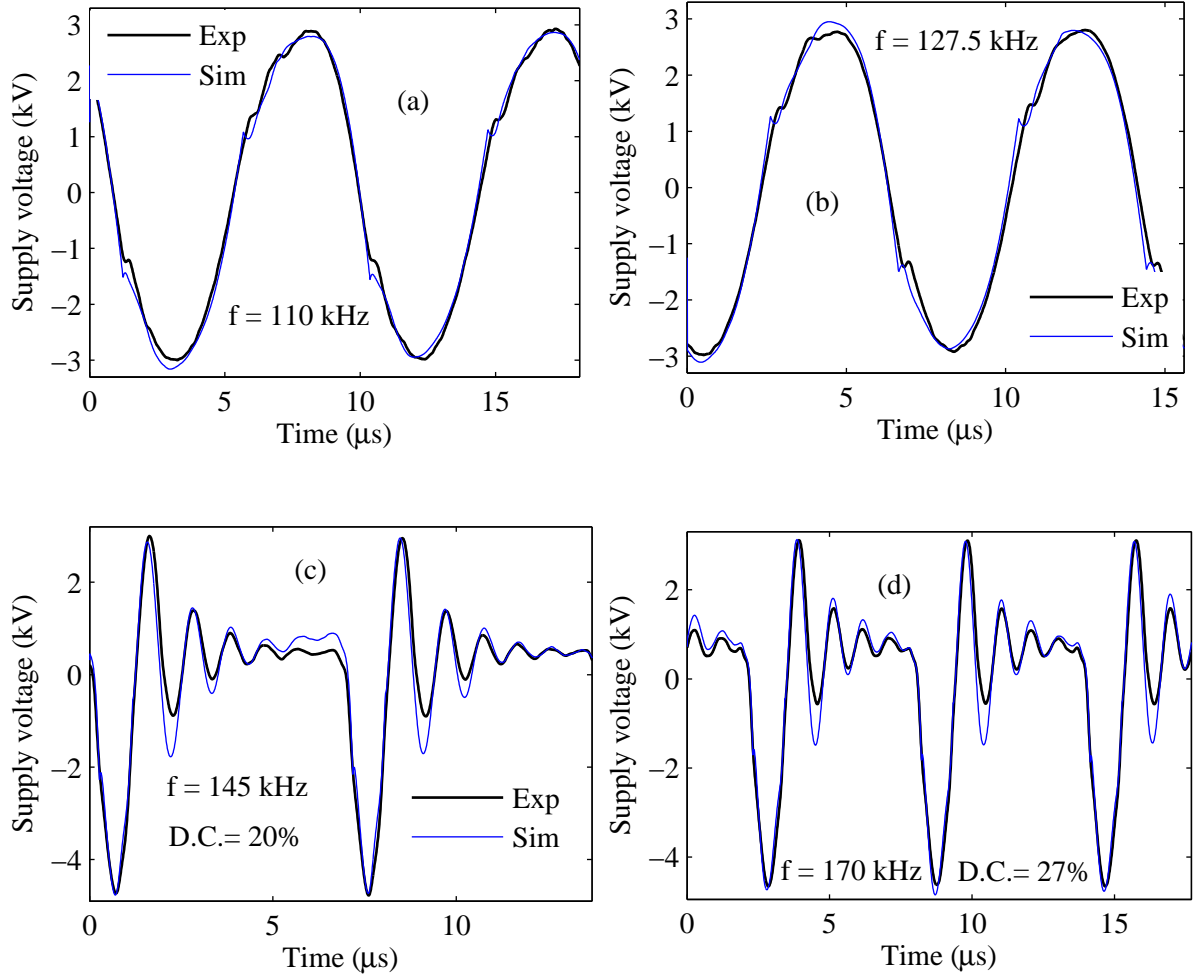 3
2
1
0
−1
−2
−3
Supply voltage (kV)
Exp
Sim
(a)
f = 110 kHz
0
5
10
15
Time (μs)
3
2
1
0
−1
−2
−3
Supply voltage (kV)
f = 127.5 kHz
(b)
Exp
Sim
0
5
10
15
Time (μs)
2
0
−2
−4
Supply voltage (kV)
(c)
f = 145 kHz
D.C.= 20%
Exp
Sim
0
5
10
Time (μs)
2
0
−2
−4
Supply voltage (kV)
(d)
f = 170 kHz
D.C.= 27%
0
5
10
15
Time (μs)